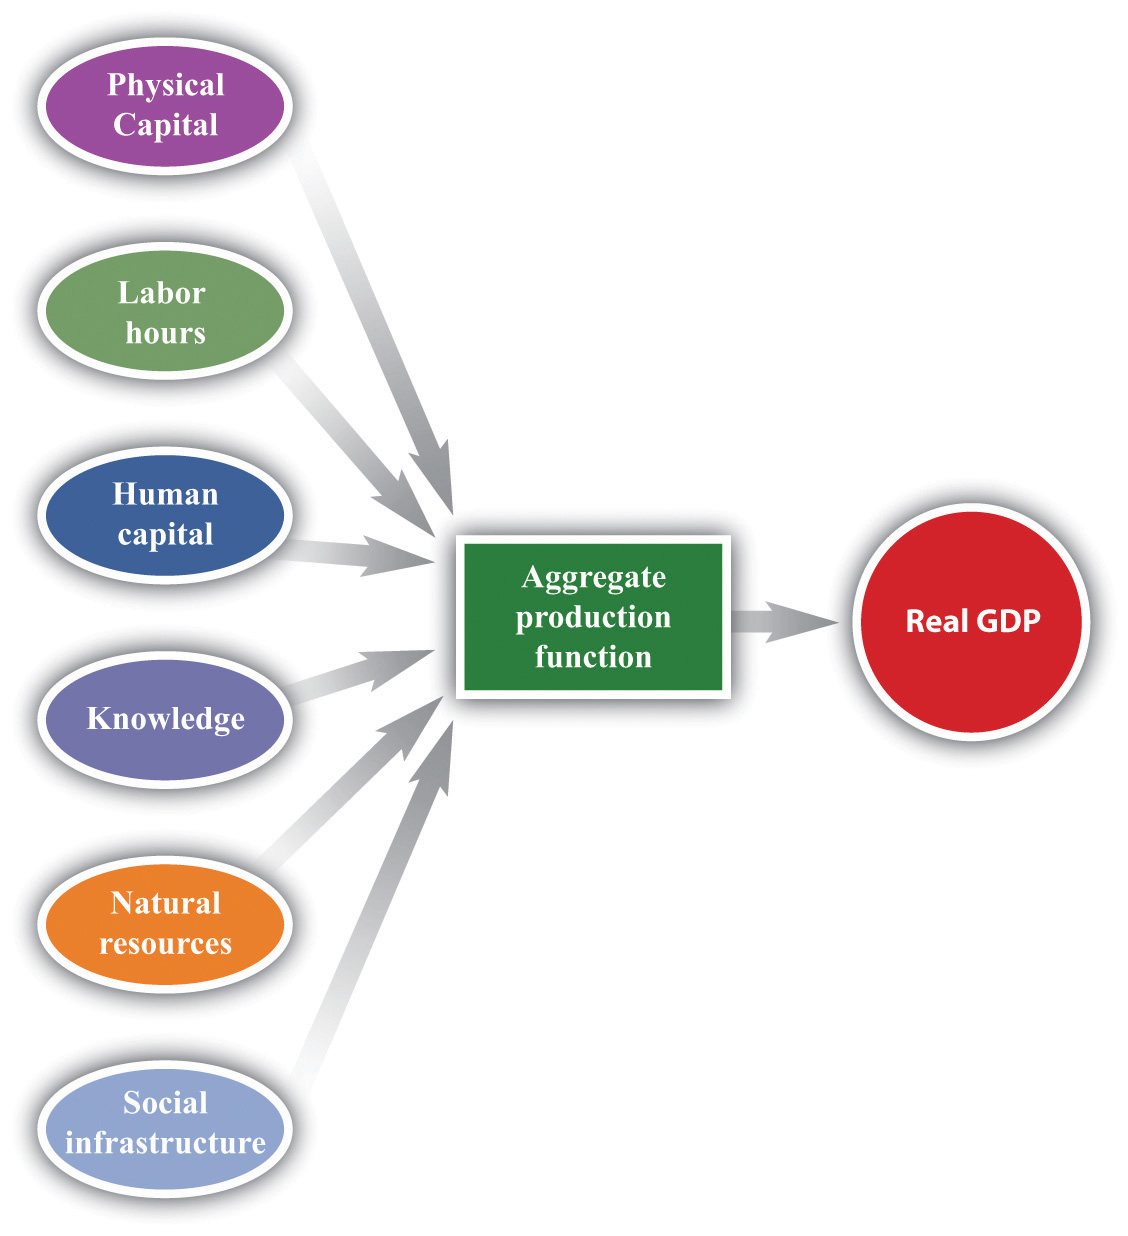 Physical
Capital
Labor
hours
Human
capital
Knowledge
Natural
resources
Social
infrastructure
Aggregate
production
function
Real GDP